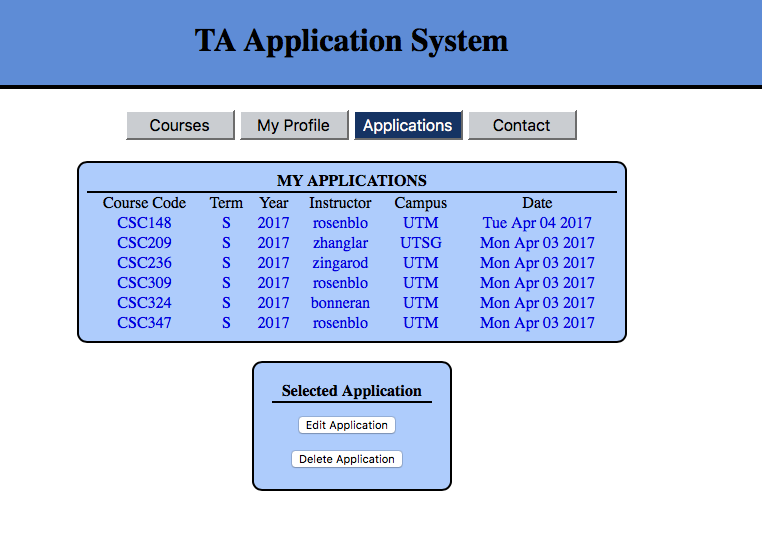 TA Application System
Courses My Profile Applications Contact
MY APPLICATIONS
Course Code Term Year Instructor Campus Date
CSC148 S 2017 rosenblo UTM Tue Apr 04 2017
CSC209 S 2017 zhanglar UTSG Mon Apr 03 2017
CSC236 S 2017 zingarod UTM Mon Apr 03 2017
CSC309 S 2017 rosenblo UTM Mon Apr 03 2017
CSC324 S 2017 bonneran UTM Mon Apr 03 2017
CSC347 S 2017 rosenblo UTM Mon Apr 03 2017
Selected Application
Edit Application
Delete Application